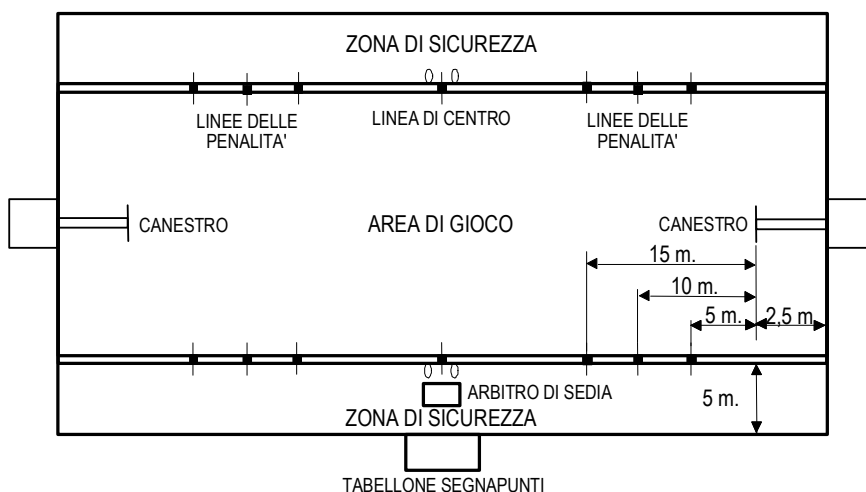 ZONA DI SICUREZZA
LINEE DELLE
PENALITA'
LINEA DI CENTRO
LINEE DELLE
PENALITA'
CANESTRO
AREA DI GIOCO
CANESTRO
15 m.
10 m.
5 m.
2,5 m.
ARBITRO DI SEDIA
5 m.
ZONA DI SICUREZZA
TABELLONE SEGNAPUNTI